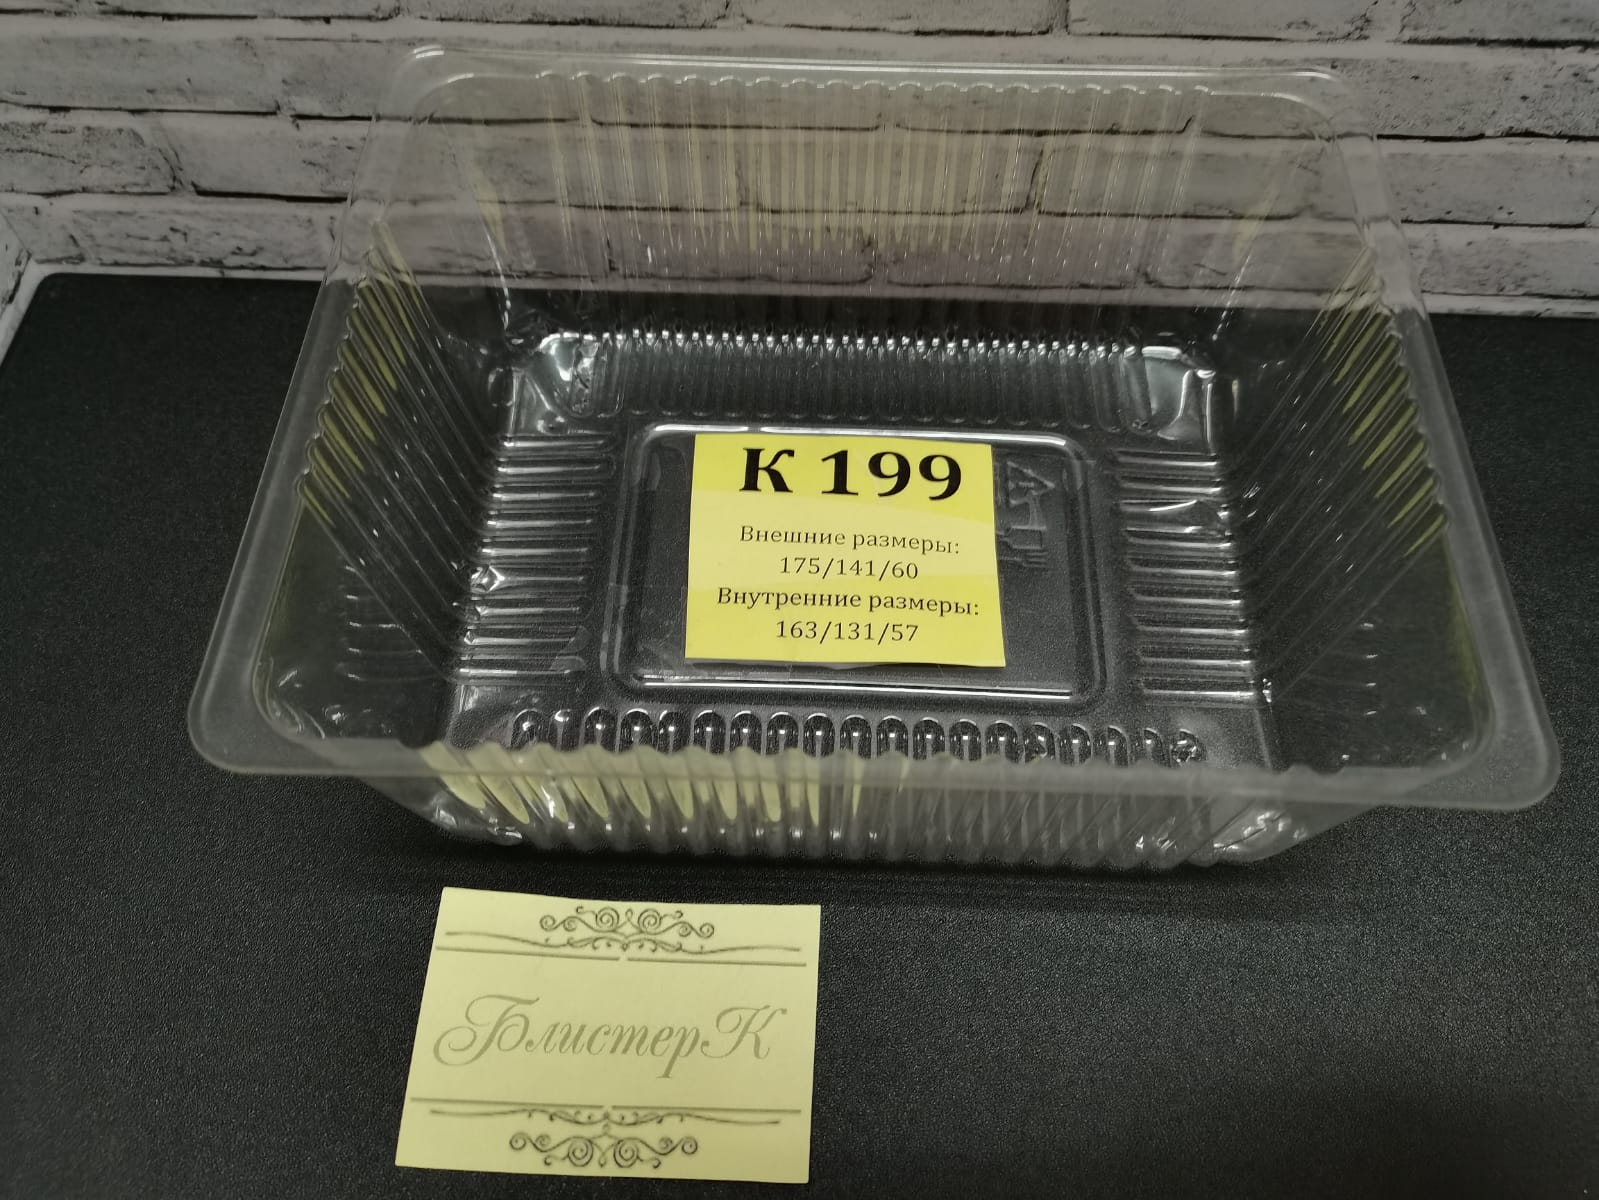 К 199
Внешние размеры:
175/141/60
Внутренние размеры:
163/131/57
БлистерК